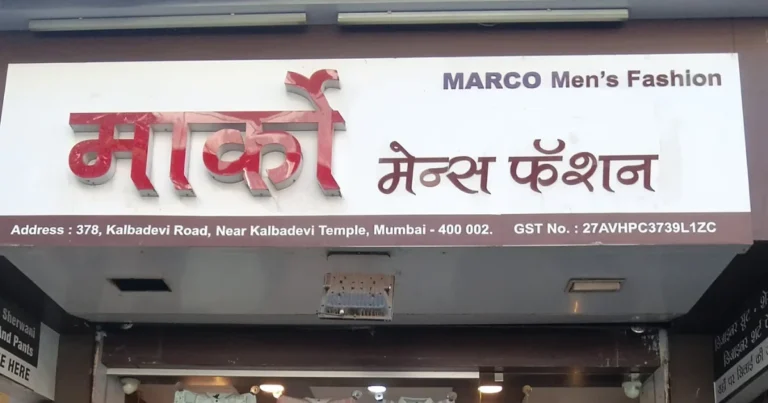 MARCO Men's Fashion
मार्को
मेन्स फॅशन
Address : 378, Kalbadevi Road, Near Kalbadevi Temple, Mumbai - 400 002. GST No. : 27AVHPC3739L1ZC
Sherwani
And Pants
HERE